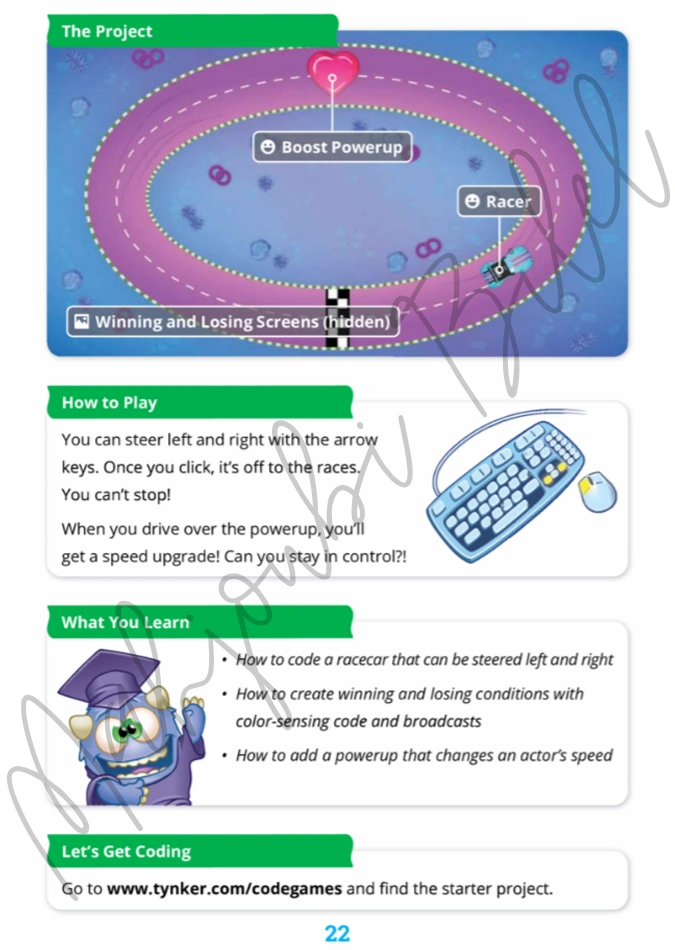 The Project
Boost Powerup
Racer
Winning and Losing Screens (hidden)
How to Play
You can steer left and right with the arrow
keys. Once you click, it's off to the races.
You can't stop!
When you drive over the powerup, you'll
get a speed upgrade! Can you stay in control?!
What You Learn
• How to code a racecar that can be steered left and right
• How to create winning and losing conditions with
color-sensing code and broadcasts
• How to add a powerup that changes an actor's speed
Let's Get Coding
Go to www.tynker.com/codegames and find the starter project.
22